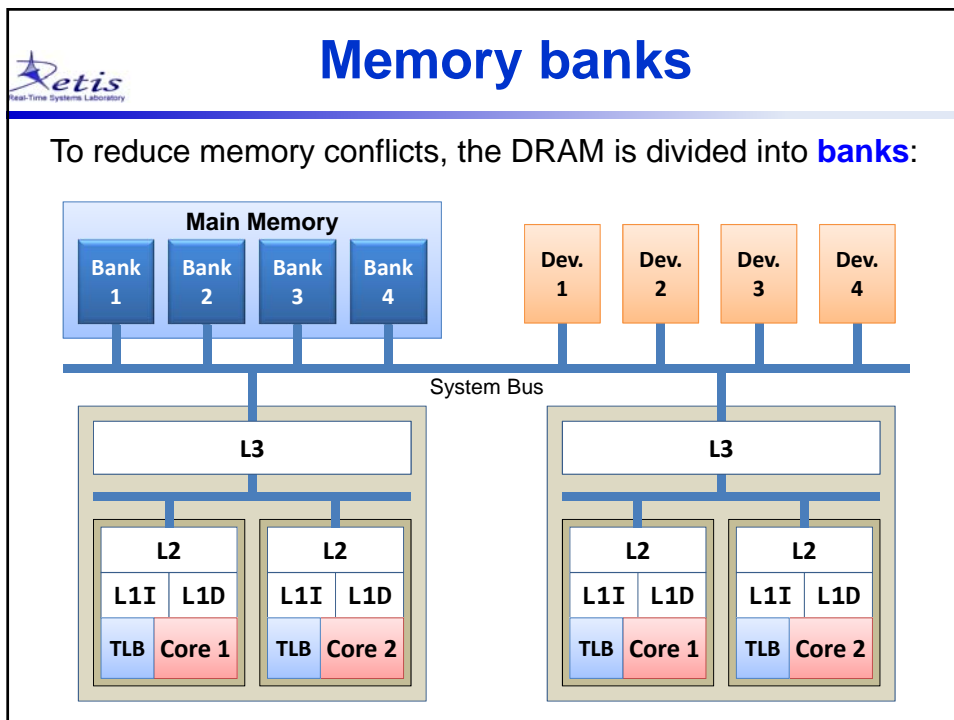 Retis
Real-Time Systems Laboratory
Memory banks
To reduce memory conflicts, the DRAM is divided into banks:
Main Memory
Bank 1
Bank 2
Bank 3
Bank 4
Dev. 1
Dev. 2
Dev. 3
Dev. 4
System Bus
L3
L3
L2
L2
L2
L2
L1I L1D
L1I L1D
L1I L1D
L1I L1D
TLB Core 1
TLB Core 2
TLB Core 1
TLB Core 2